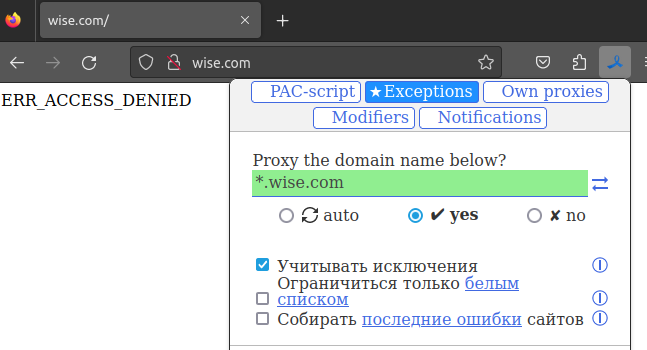 wise.com/
wise.com
ERR_ACCESS_DENIED
PAC-script ★Exceptions Own proxies
Modifiers Notifications
Proxy the domain name below?
*.wise.com
auto ✔ yes ✘ no
Учитывать исключения
Ограничиться только белым
списком
Собирать последние ошибки сайтов